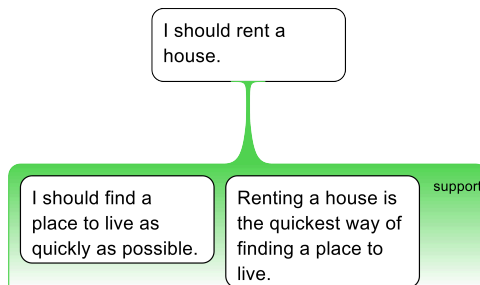 I should rent a
house.
I should find a
place to live as
quickly as possible.
Renting a house is
the quickest way of
finding a place to
live.
support